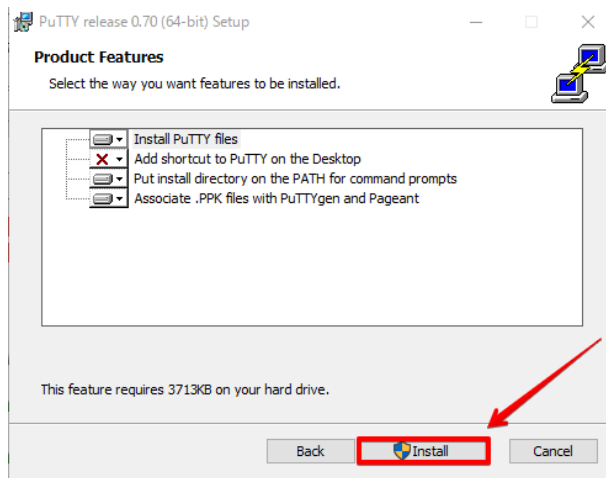 PuTTY release 0.70 (64-bit) Setup
Product Features
Select the way you want features to be installed.
Install PuTTY files
Add shortcut to PuTTY on the Desktop
Put install directory on the PATH for command prompts
Associate .PPK files with PuTTYgen and Pageant
This feature requires 3713KB on your hard drive.
Back Install Cancel